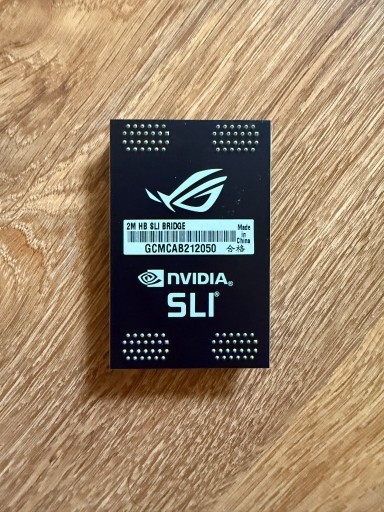 2M HB SLI BRIDGE
Made in China
GCMCAB212050 合格
NVIDIA®
SLI®